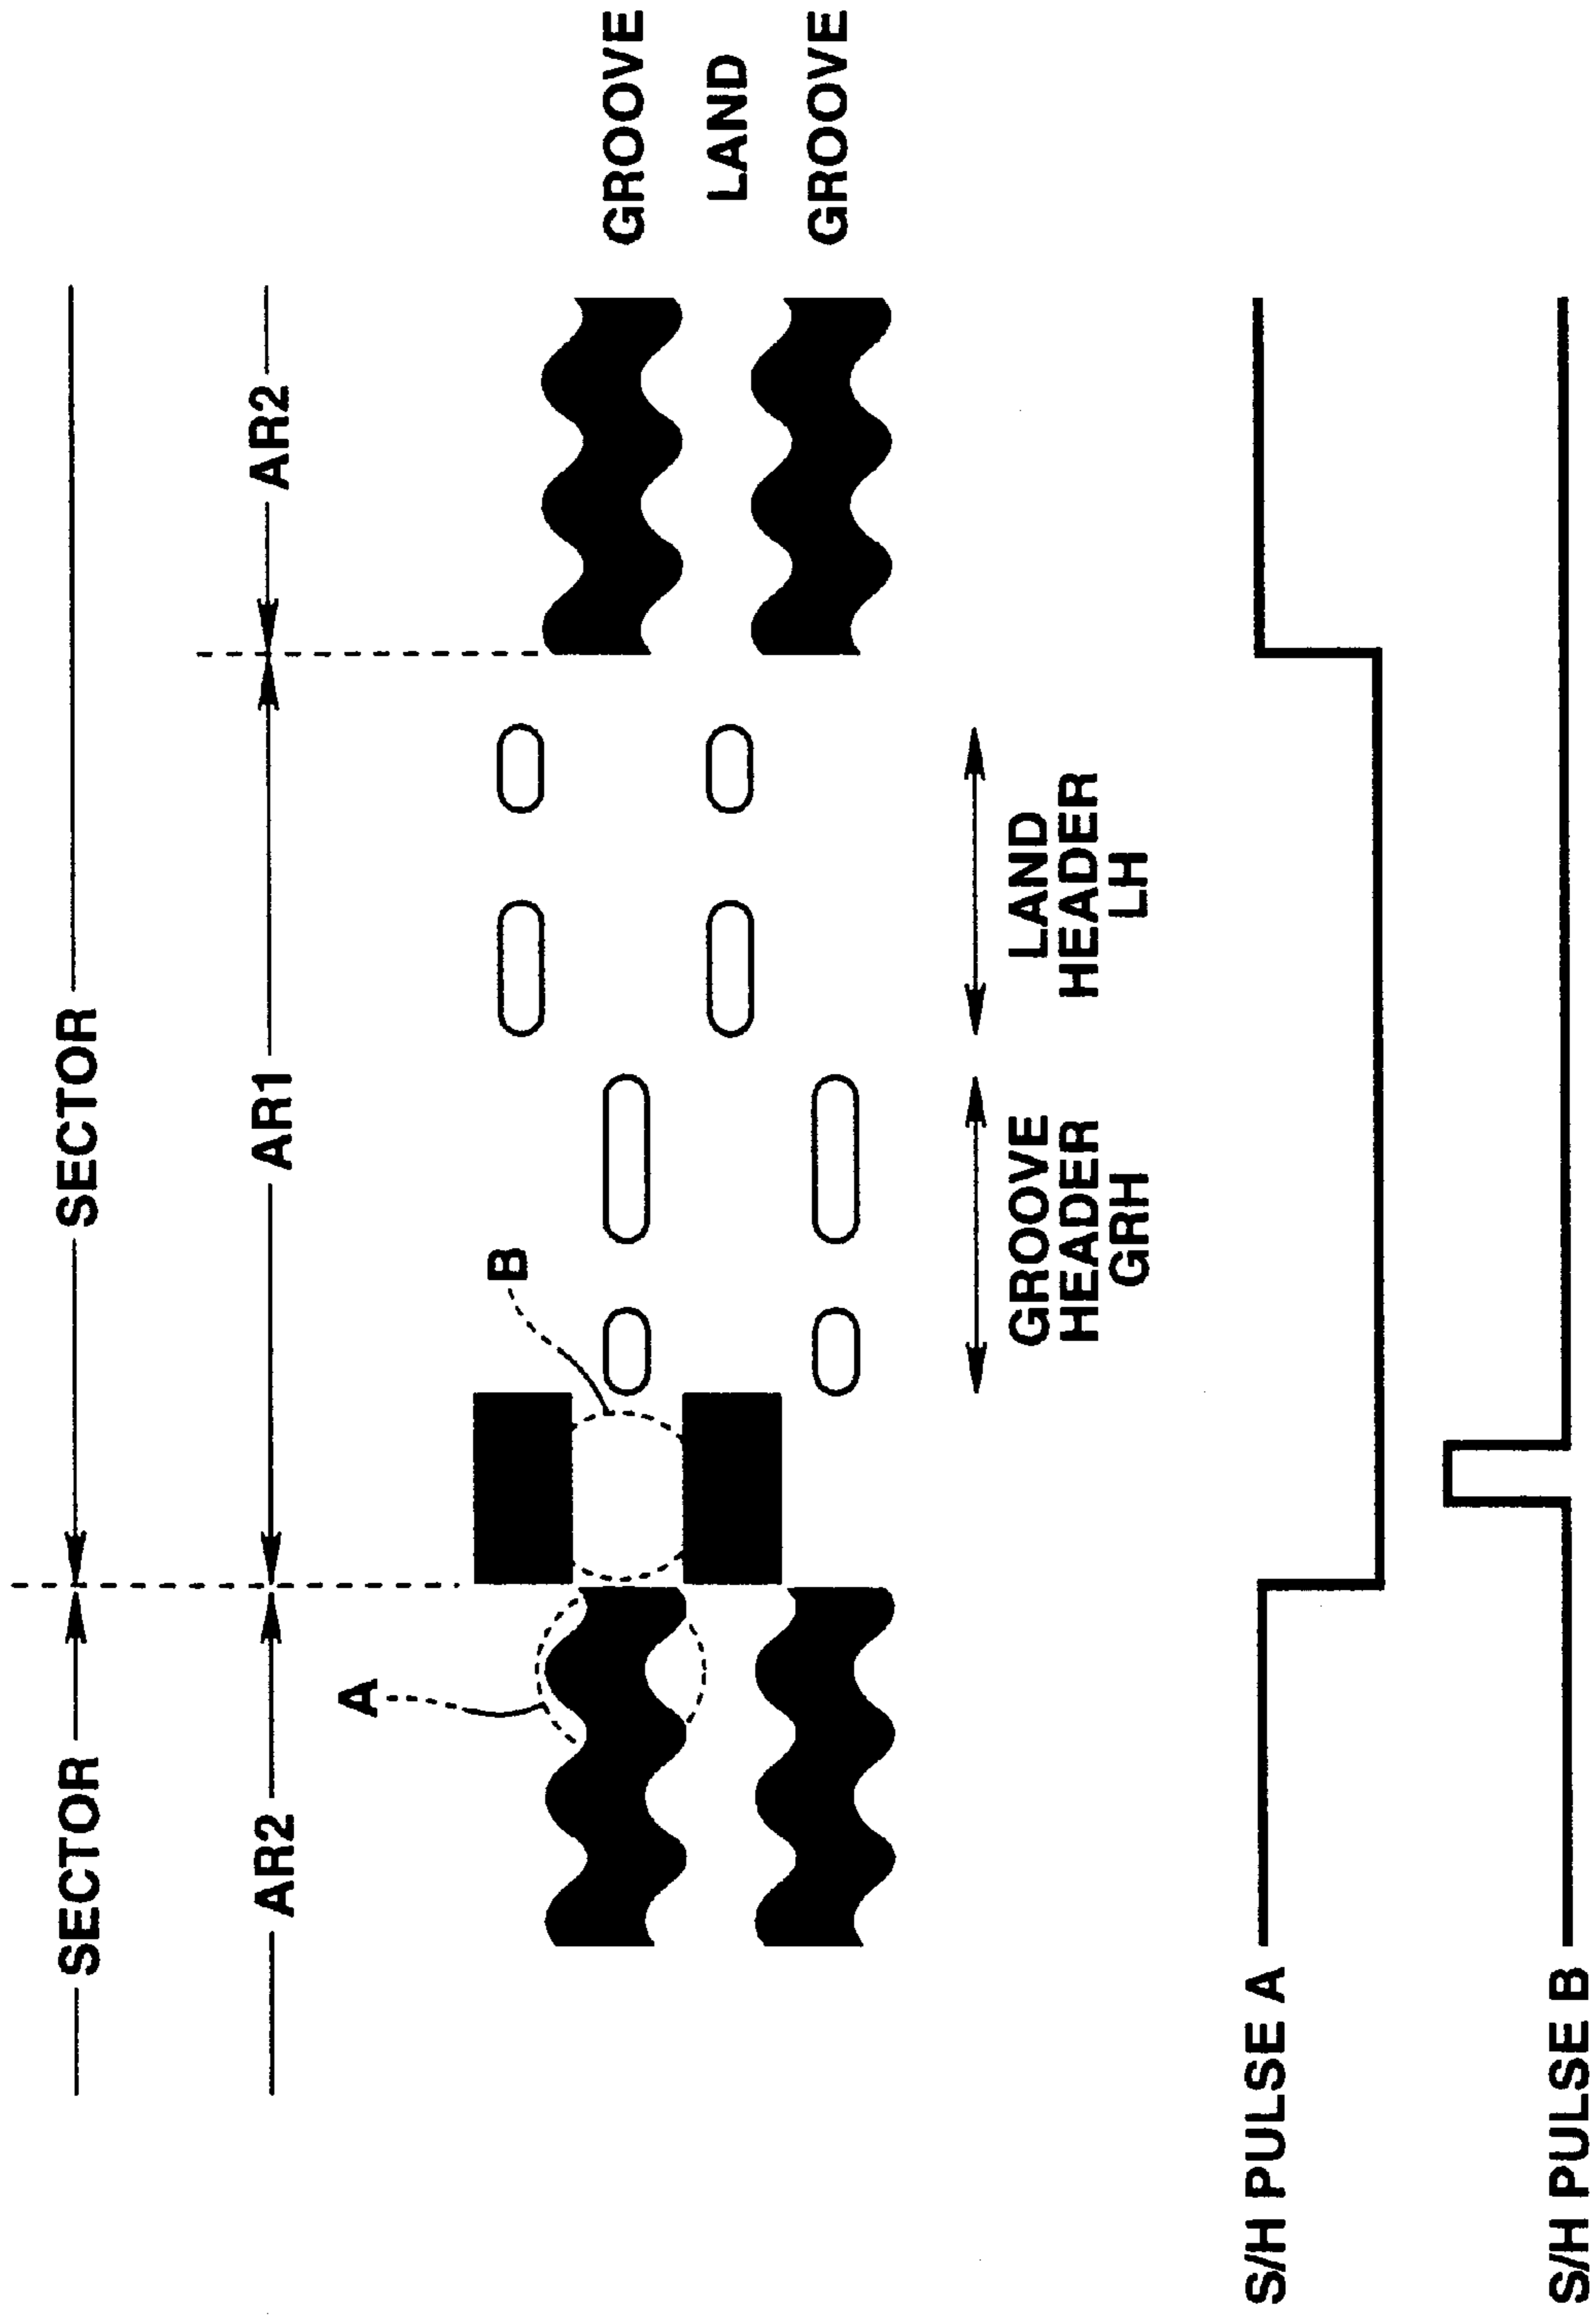 SECTOR
SECTOR
AR2
AR1
AR2
A
B
GROOVE
LAND
GROOVE
GROOVE
HEADER
GRH
LAND
HEADER
LH
S/H PULSE A
S/H PULSE B